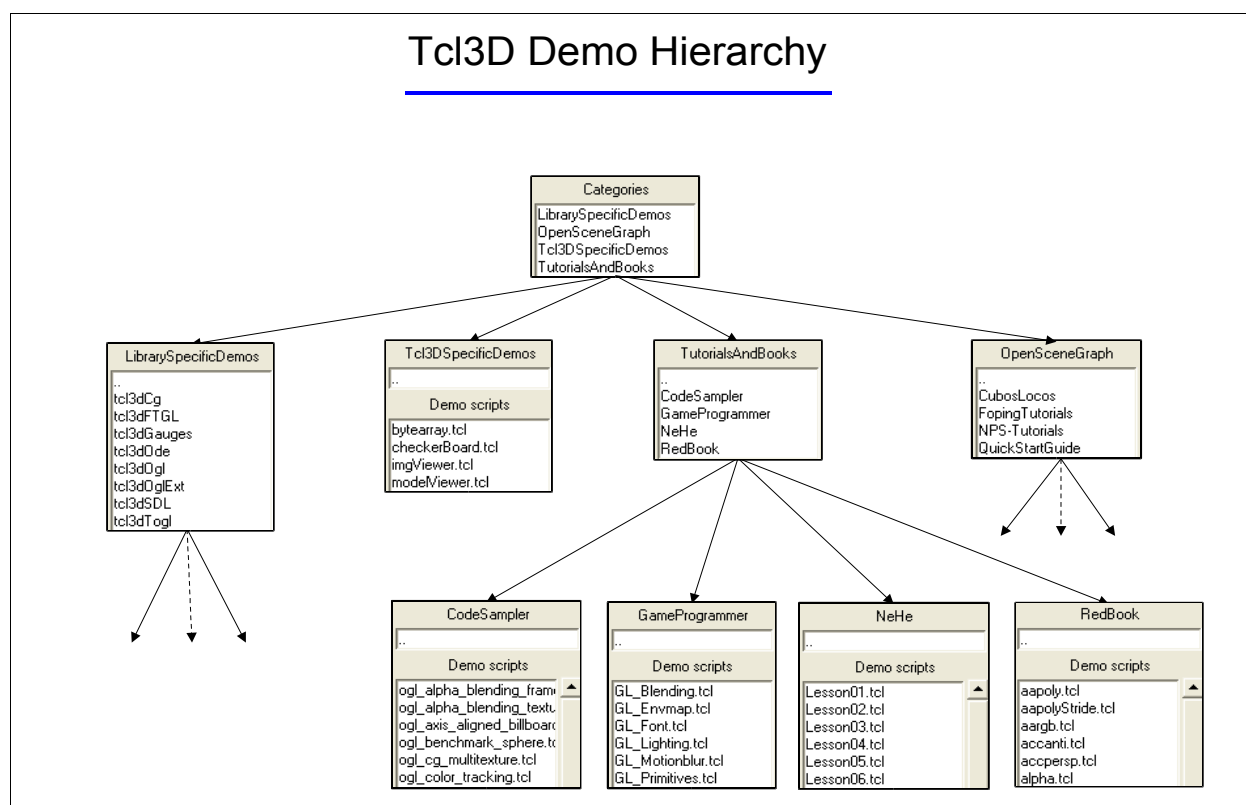 Tcl3D Demo Hierarchy
Categories
LibrarySpecificDemos
OpenSceneGraph
Tcl3DSpecificDemos
TutorialsAndBooks
LibrarySpecificDemos
..
tcl3dCg
tcl3dFTGL
tcl3dGauges
tcl3dOde
tcl3dOgl
tcl3dOglExt
tcl3dSDL
tcl3dTogl
Tcl3DSpecificDemos
..
Demo scripts
bytearray.tcl
checkerBoard.tcl
imgViewer.tcl
modelViewer.tcl
TutorialsAndBooks
..
CodeSampler
GameProgrammer
NeHe
RedBook
OpenSceneGraph
..
CubosLocos
FopingTutorials
NPS-Tutorials
QuickStartGuide
CodeSampler
..
Demo scripts
ogl_alpha_blending_frame
ogl_alpha_blending_textu
ogl_axis_aligned_billboard
ogl_benchmark_sphere.tc
ogl_cg_multitexture.tcl
ogl_color_tracking.tcl
GameProgrammer
..
Demo scripts
GL_Blending.tcl
GL_Envmap.tcl
GL_Font.tcl
GL_Lighting.tcl
GL_Motionblur.tcl
GL_Primitives.tcl
NeHe
..
Demo scripts
Lesson01.tcl
Lesson02.tcl
Lesson03.tcl
Lesson04.tcl
Lesson05.tcl
Lesson06.tcl
RedBook
..
Demo scripts
aapoly.tcl
aapolyStride.tcl
aargb.tcl
accanti.tcl
accpersp.tcl
alpha.tcl